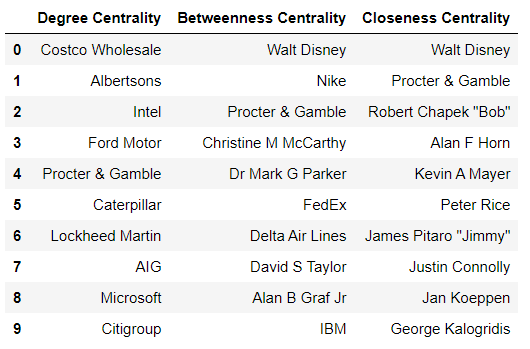 Degree Centrality Betweenness Centrality Closeness Centrality
0 Costco Wholesale Walt Disney Walt Disney
1 Albertsons Nike Procter & Gamble
2 Intel Procter & Gamble Robert Chapek "Bob"
3 Ford Motor Christine M McCarthy Alan F Horn
4 Procter & Gamble Dr Mark G Parker Kevin A Mayer
5 Caterpillar FedEx Peter Rice
6 Lockheed Martin Delta Air Lines James Pitaro "Jimmy"
7 AIG David S Taylor Justin Connolly
8 Microsoft Alan B Graf Jr Jan Koeppen
9 Citigroup IBM George Kalogridis